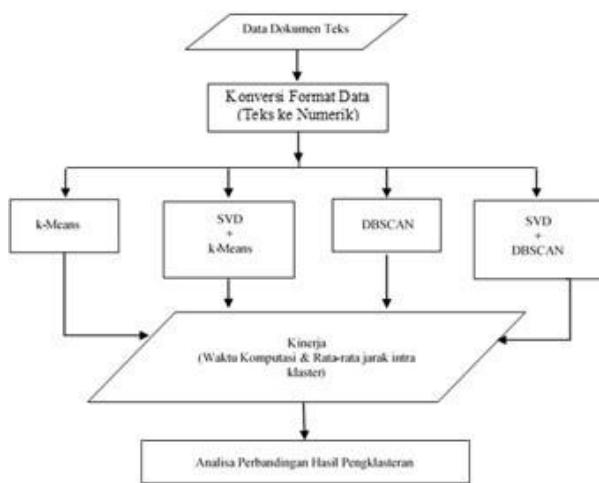 Data Dokumen Teks
Konversi Format Data
(Teks ke Numerik)
k-Means
SVD
+
k-Means
DBSCAN
SVD
+
DBSCAN
Kinerja
(Waktu Komputasi & Rata-rata jarak intra
klaster)
Analisa Perbandingan Hasil Pengklasteran